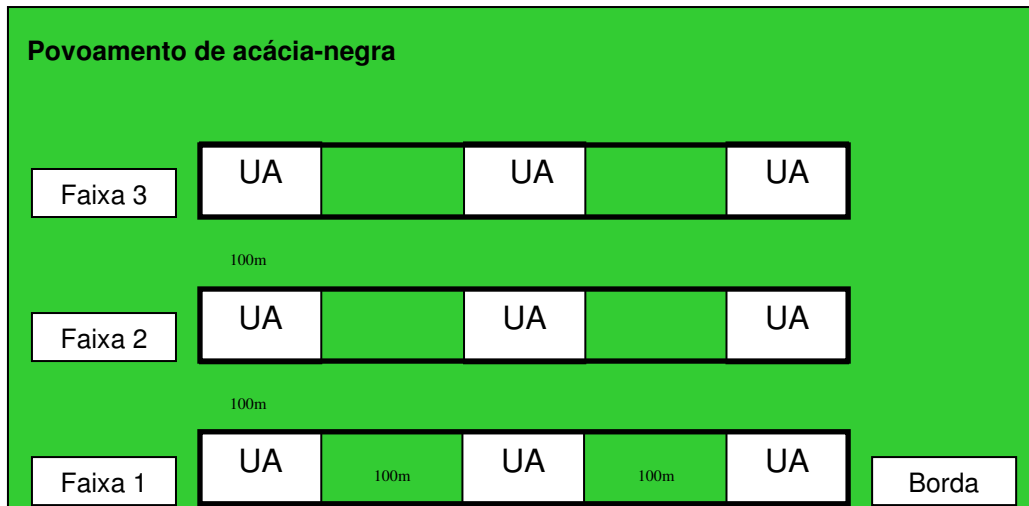 Povoamento de acácia-negra
Faixa 3
UA
UA
UA
100m
Faixa 2
UA
UA
UA
100m
Faixa 1
UA
100m
UA
100m
UA
Borda